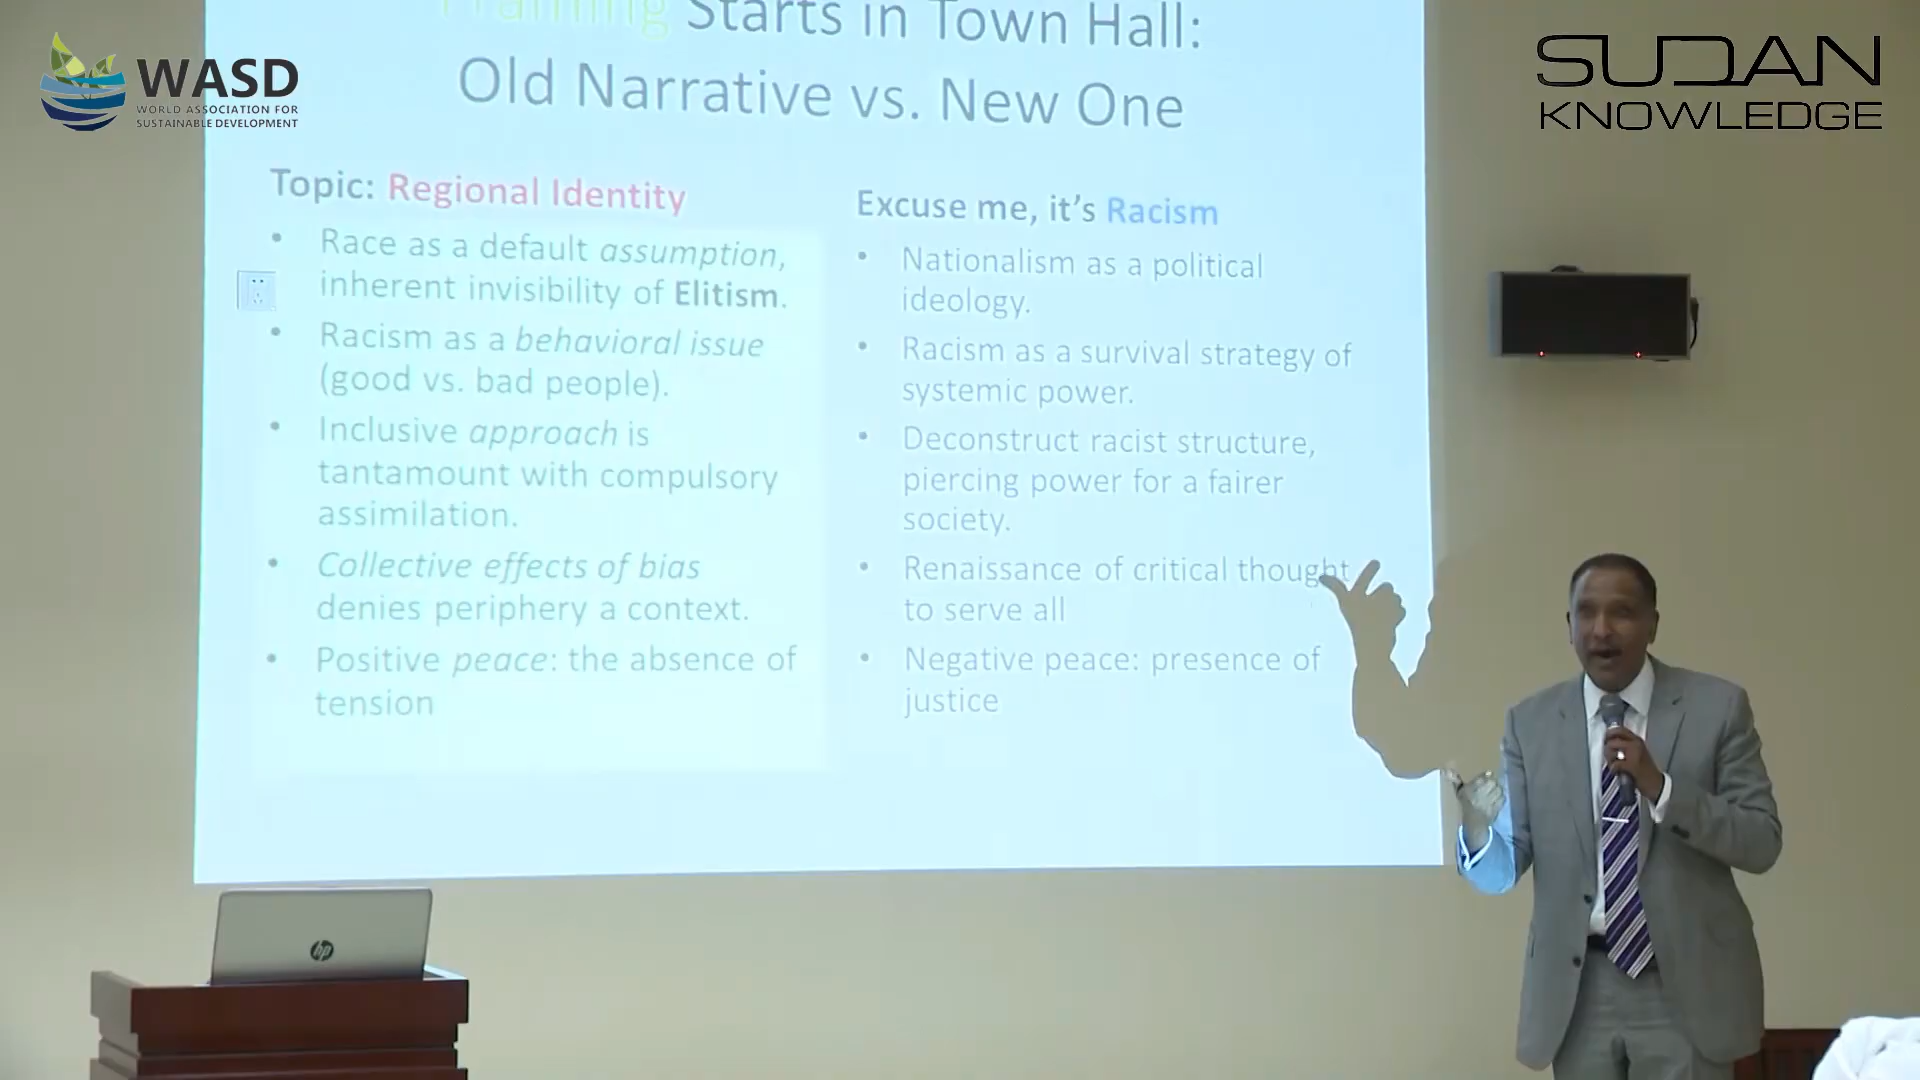 Framing Starts in Town Hall:
Old Narrative vs. New One
WASD
WORLD ASSOCIATION FOR
SUSTAINABLE DEVELOPMENT
SUDAN
KNOWLEDGE
Topic: Regional Identity
• Race as a default assumption,
inherent invisibility of Elitism.
• Racism as a behavioral issue
(good vs. bad people).
• Inclusive approach is
tantamount with compulsory
assimilation.
• Collective effects of bias
denies periphery a context.
• Positive peace: the absence of
tension
Excuse me, it's Racism
• Nationalism as a political
ideology.
• Racism as a survival strategy of
systemic power.
• Deconstruct racist structure,
piercing power for a fairer
society.
• Renaissance of critical thought
to serve all
• Negative peace: presence of
justice
hp